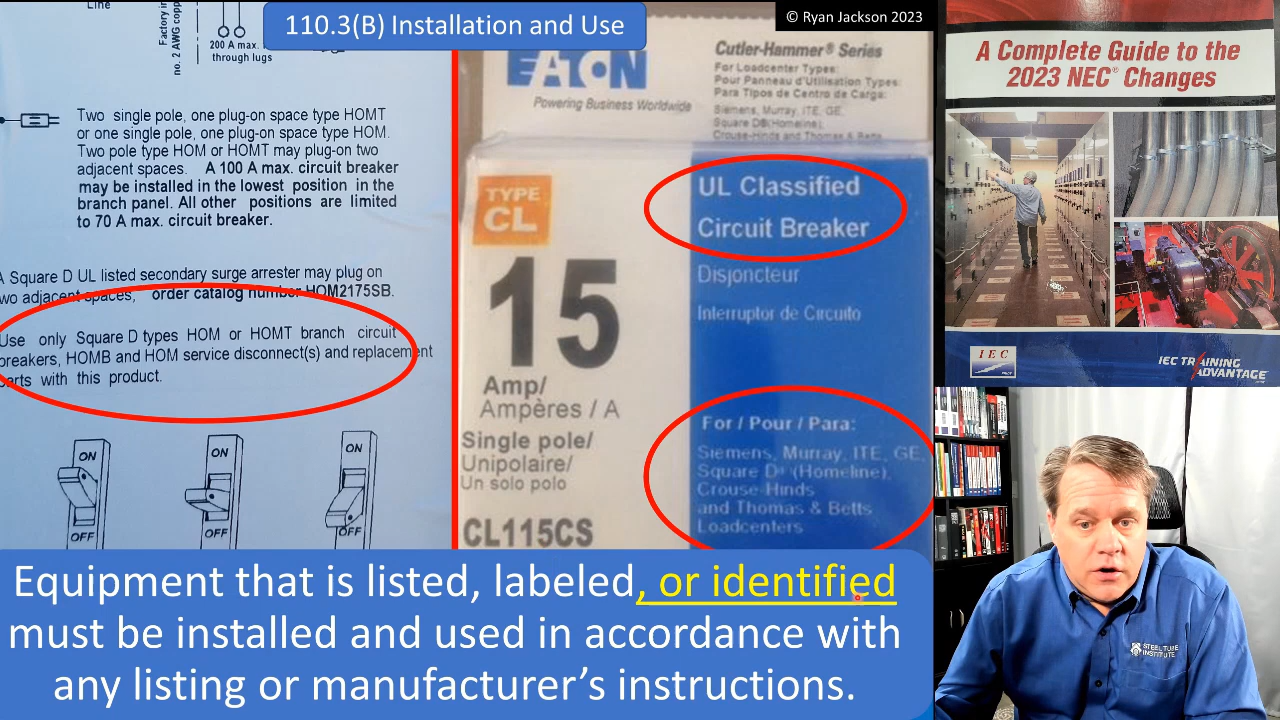 110.3(B) Installation and Use
© Ryan Jackson 2023
Line
Factory in
no. 2 AWG copp
200 A max.
through lugs
Two single pole, one plug-on space type HOMT
or one single pole, one plug-on space type HOM.
Two pole type HOM or HOMT may plug-on two
adjacent spaces. A 100 A max. circuit breaker
may be installed in the lowest position in the
branch panel. All other positions are limited
to 70 A max. circuit breaker.
A Square D UL listed secondary surge arrester may plug on
two adjacent spaces, order catalog number HOM2175SB.
Use only Square D types HOM or HOMT branch circuit
breakers, HOMB and HOM service disconnect(s) and replacement
parts with this product.
ON
OFF
ON
OFF
ON
OFF
EATON
Powering Business Worldwide
Cutler-Hammer® Series
For Loadcenter Types:
Pour Panneau d'Utilisation Types:
Para Tipos de Centro de Carga:
Siemens, Murray, ITE, GE,
Square D®(Homeline),
Crouse-Hinds and Thomas & Betts
TYPE
CL
15
Amp/
Ampères / A
Single pole/
Unipolaire/
Un solo polo
CL115CS
UL Classified
Circuit Breaker
Disjoncteur
Interruptor de Circuito
For / Pour / Para:
Siemens, Murray, ITE, GE,
Square D® (Homeline),
Crouse-Hinds
and Thomas & Betts
Loadcenters
Equipment that is listed, labeled, or identified
must be installed and used in accordance with
any listing or manufacturer’s instructions.
A Complete Guide to the
2023 NEC® Changes
IEC
IEC TRAINING
ADVANTAGE
STEEL TUBE
INSTITUTE